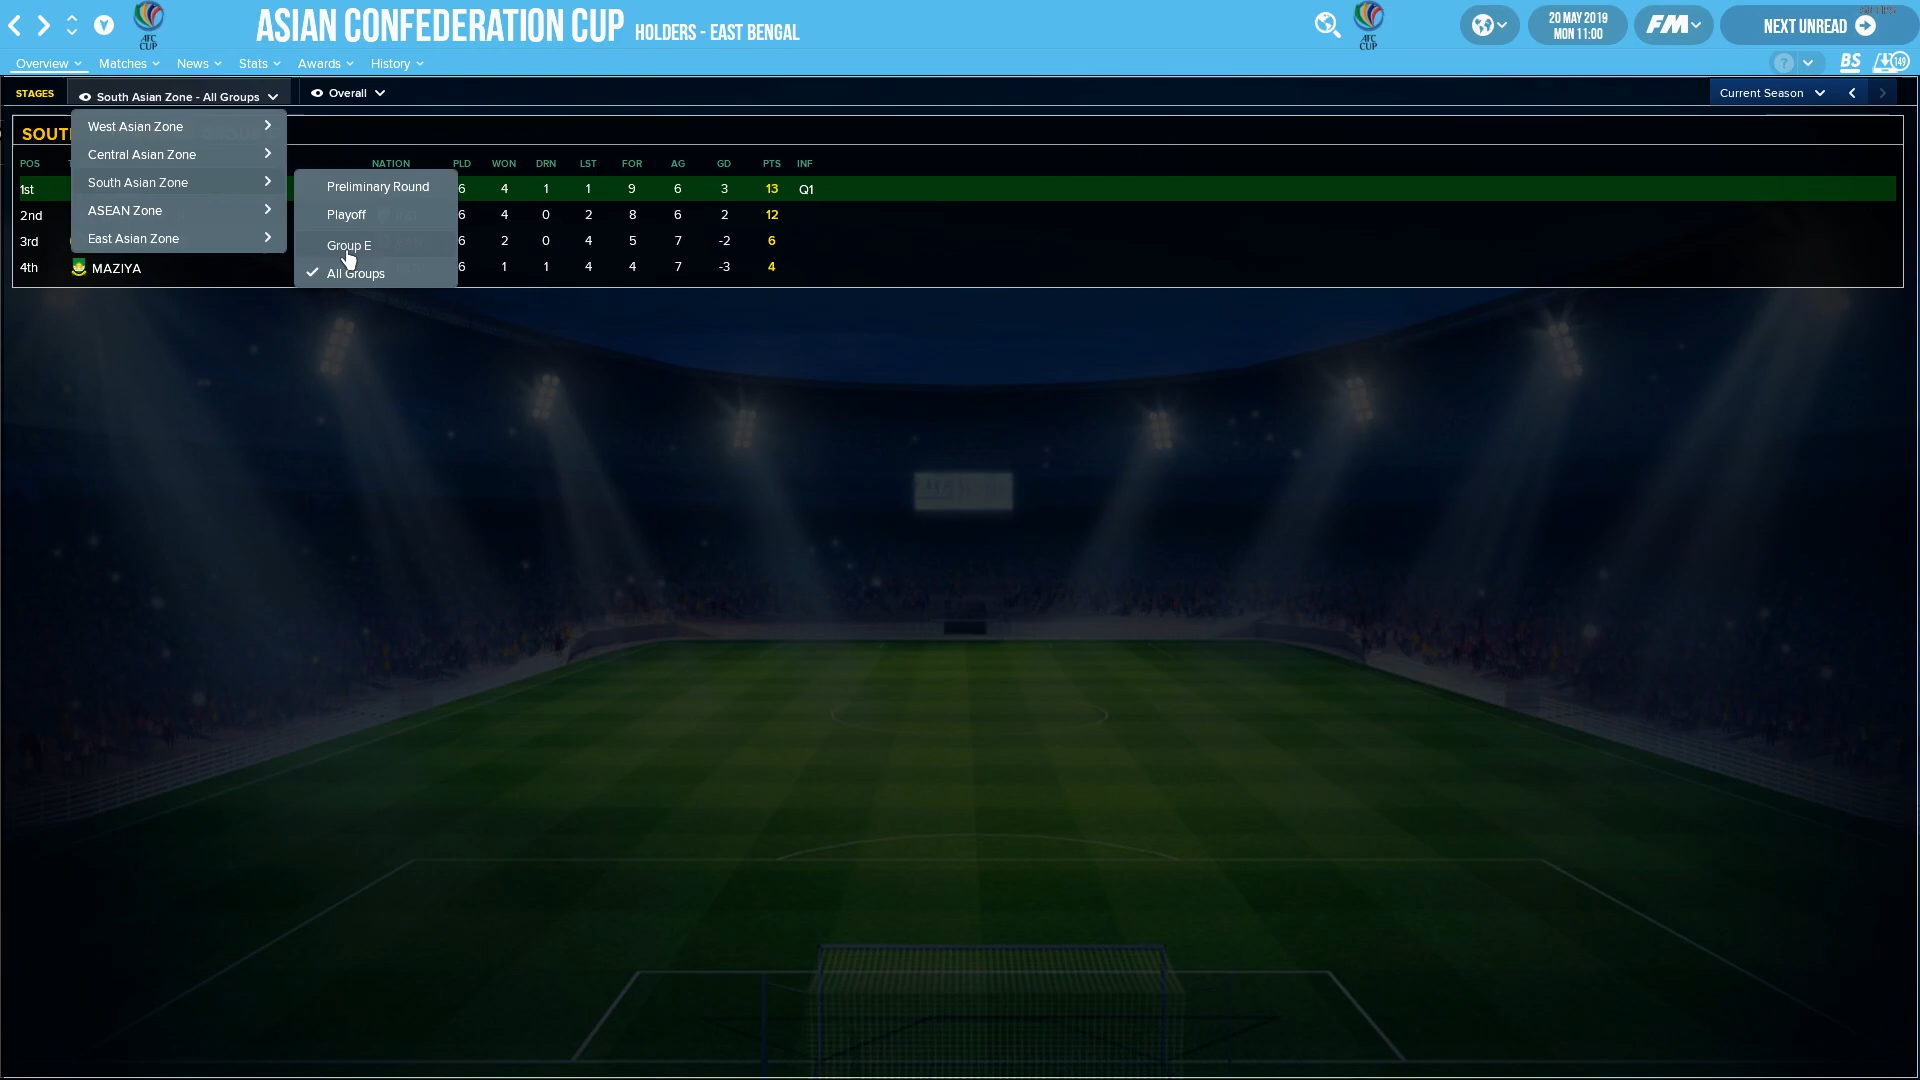 ASIAN CONFEDERATION CUP HOLDERS - EAST BENGAL
AFC
CUP
AFC
CUP
20 MAY 2019
MON 11:00
FM
NEXT UNREAD
Overview Matches News Stats Awards History
? BS 149
STAGES South Asian Zone - All Groups Overall Current Season
SOUT
West Asian Zone
Central Asian Zone
South Asian Zone
ASEAN Zone
East Asian Zone
Preliminary Round
Playoff
Group E
All Groups
POS NATION PLD WON DRN LST FOR AG GD PTS INF
1st 6 4 1 1 9 6 3 13 Q1
2nd 6 4 0 2 8 6 2 12
3rd 6 2 0 4 5 7 -2 6
4th MAZIYA 6 1 1 4 4 7 -3 4